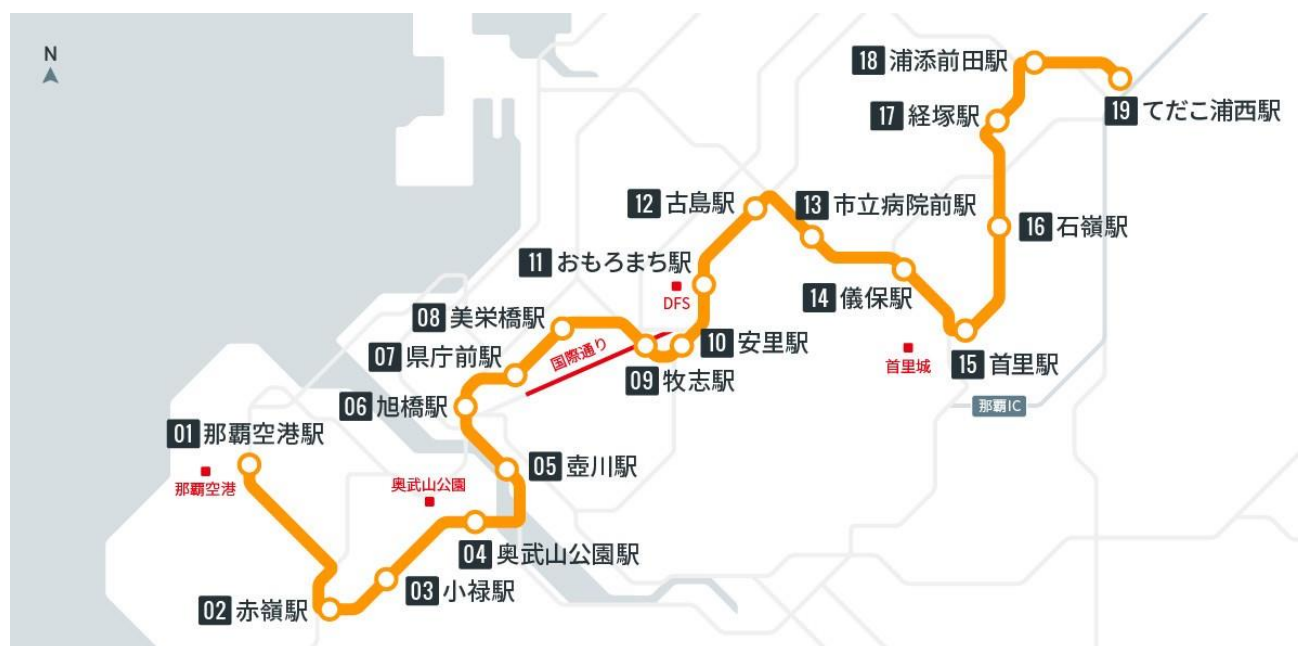 N
18 浦添前田駅
19 てだこ浦西駅
17 経塚駅
12 古島駅
13 市立病院前駅
16 石嶺駅
11 おもろまち駅
DFS
14 儀保駅
08 美栄橋駅
10 安里駅
国際通り
07 県庁前駅
首里城
15 首里駅
09 牧志駅
06 旭橋駅
那覇IC
01 那覇空港駅
那覇空港
05 壺川駅
奥武山公園
04 奥武山公園駅
03 小禄駅
02 赤嶺駅